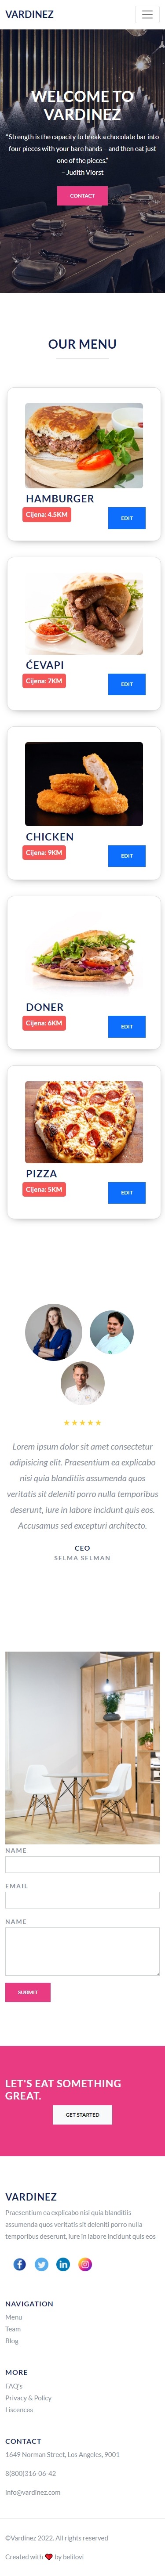 VARDINEZ
WELCOME TO
VARDINEZ
“Strength is the capacity to break a chocolate bar into
four pieces with your bare hands – and then eat just
one of the pieces.”
– Judith Viorst
CONTACT
OUR MENU
HAMBURGER
Cijena: 4.5KM
EDIT
ĆEVAPI
Cijena: 7KM
EDIT
CHICKEN
Cijena: 9KM
EDIT
DONER
Cijena: 6KM
EDIT
PIZZA
Cijena: 5KM
EDIT
Lorem ipsum dolor sit amet consectetur
adipisicing elit. Praesentium ea explicabo
nisi quia blanditiis assumenda quas
veritatis sit deleniti porro nulla temporibus
deserunt, iure in labore incidunt quis eos.
Accusamus sed excepturi architecto.
CEO
SELMA SELMAN
NAME
EMAIL
NAME
SUBMIT
LET'S EAT SOMETHING
GREAT.
GET STARTED
VARDINEZ
Praesentium ea explicabo nisi quia blanditiis
assumenda quas veritatis sit deleniti porro nulla
temporibus deserunt, iure in labore incidunt quis eos
NAVIGATION
Menu
Team
Blog
MORE
FAQ's
Privacy & Policy
Liscences
CONTACT
1649 Norman Street, Los Angeles, 9001
8(800)316-06-42
info@vardinez.com
©Vardinez 2022. All rights reserved
Created with ❤ by bellovi